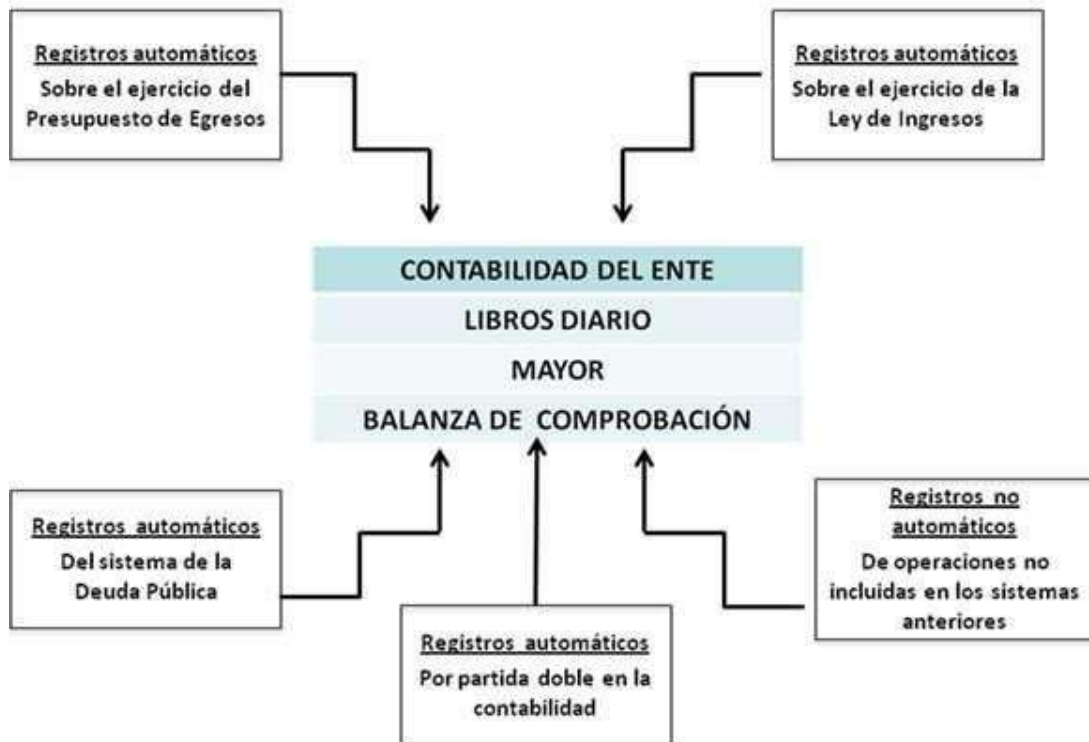 Registros automáticos
Sobre el ejercicio del
Presupuesto de Egresos
Registros automáticos
Sobre el ejercicio de la
Ley de Ingresos
CONTABILIDAD DEL ENTE
LIBROS DIARIO
MAYOR
BALANZA DE COMPROBACIÓN
Registros automáticos
Del sistema de la
Deuda Pública
Registros automáticos
Por partida doble en la
contabilidad
Registros no
automáticos
De operaciones no
incluidas en los sistemas
anteriores